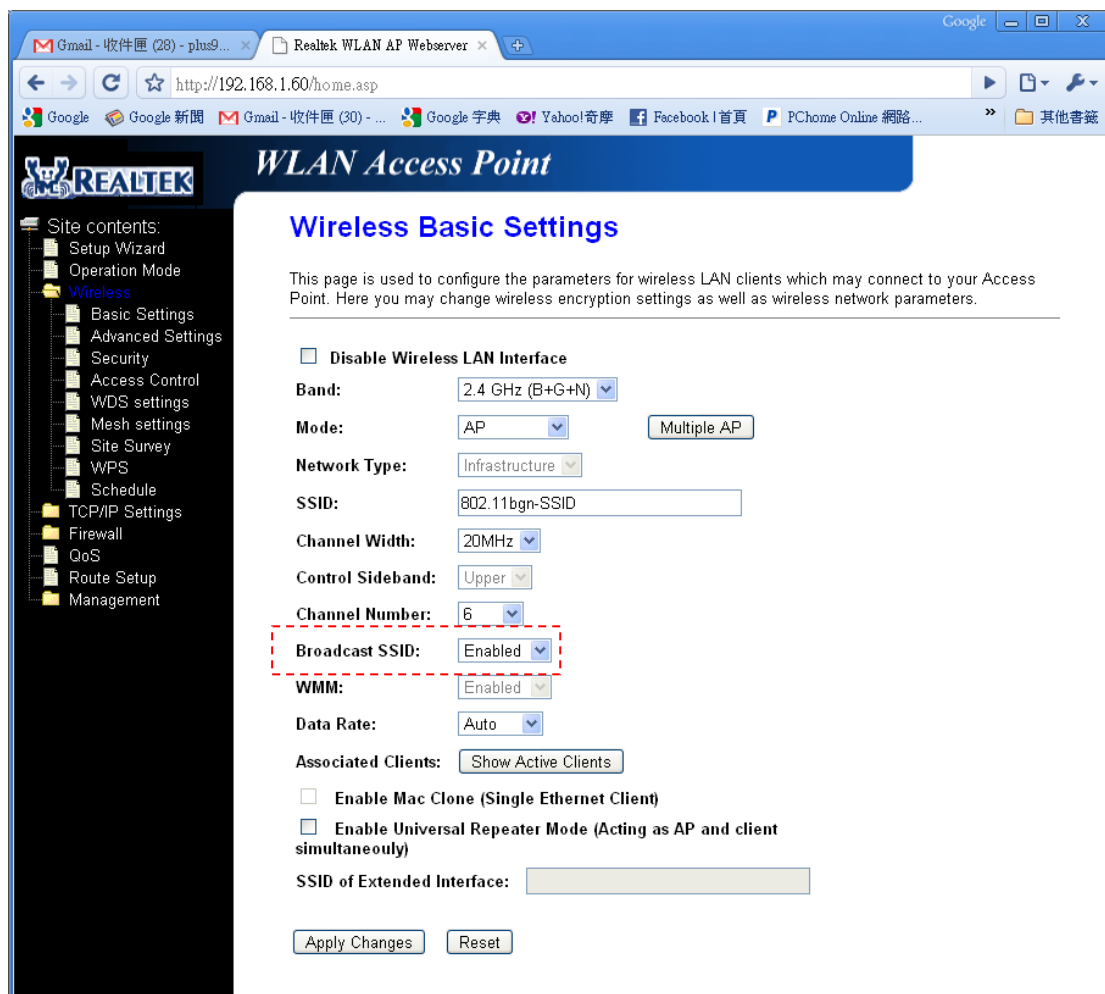 Google
Gmail - 收件匣 (28) - plus9... Realtek WLAN AP Webserver
http://192.168.1.60/home.asp
Google Google 新聞 Gmail - 收件匣 (30) - ... Google 字典 Yahoo!奇摩 Facebook | 首頁 PChome Online 網路... » 其他書籤
REALTEK
WLAN Access Point
Site contents:
Setup Wizard
Operation Mode
Wireless
Basic Settings
Advanced Settings
Security
Access Control
WDS settings
Mesh settings
Site Survey
WPS
Schedule
TCP/IP Settings
Firewall
QoS
Route Setup
Management
Wireless Basic Settings
This page is used to configure the parameters for wireless LAN clients which may connect to your Access
Point. Here you may change wireless encryption settings as well as wireless network parameters.
Disable Wireless LAN Interface
Band: 2.4 GHz (B+G+N)
Mode: AP Multiple AP
Network Type: Infrastructure
SSID: 802.11bgn-SSID
Channel Width: 20MHz
Control Sideband: Upper
Channel Number: 6
Broadcast SSID: Enabled
WMM: Enabled
Data Rate: Auto
Associated Clients: Show Active Clients
Enable Mac Clone (Single Ethernet Client)
Enable Universal Repeater Mode (Acting as AP and client
simultaneouly)
SSID of Extended Interface:
Apply Changes Reset